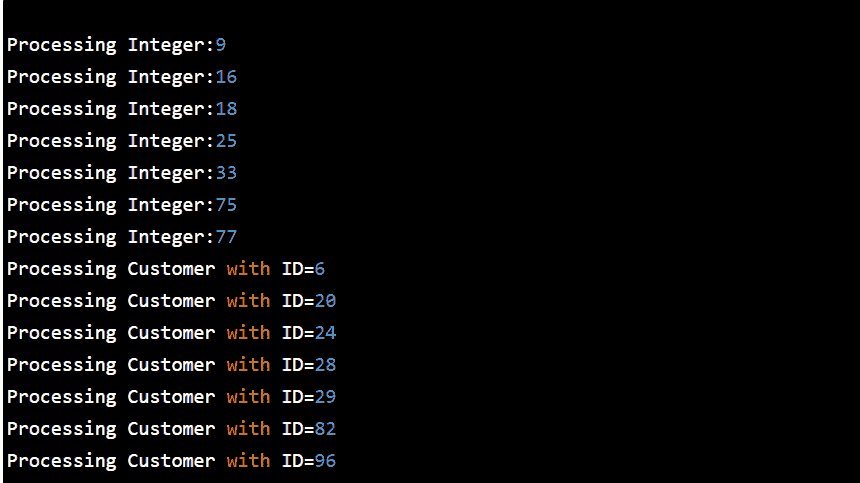 Processing Integer:9
Processing Integer:16
Processing Integer:18
Processing Integer:25
Processing Integer:33
Processing Integer:75
Processing Integer:77
Processing Customer with ID=6
Processing Customer with ID=20
Processing Customer with ID=24
Processing Customer with ID=28
Processing Customer with ID=29
Processing Customer with ID=82
Processing Customer with ID=96